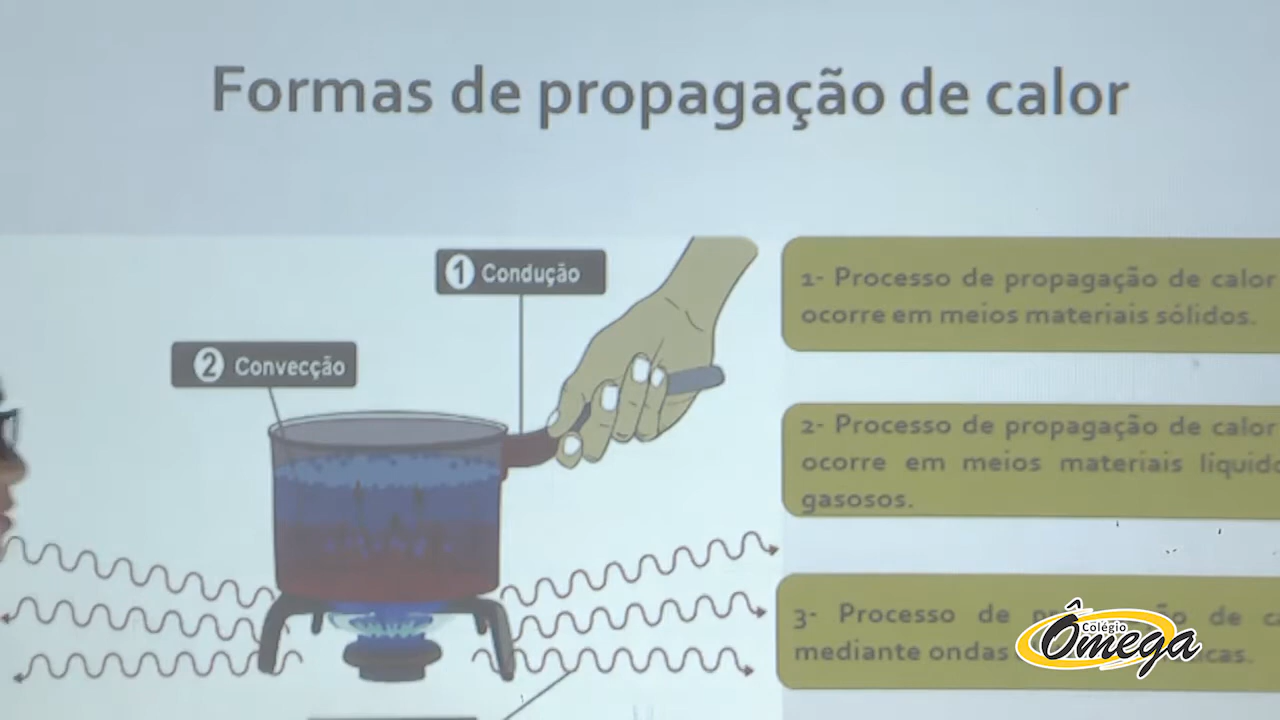 Formas de propagação de calor
1 Condução
2 Convecção
1- Processo de propagação de calor
ocorre em meios materiais sólidos.
2- Processo de propagação de calor
ocorre em meios materiais
gasosos.
3- Processo de de
mediante ondas
Colégio
Ômega